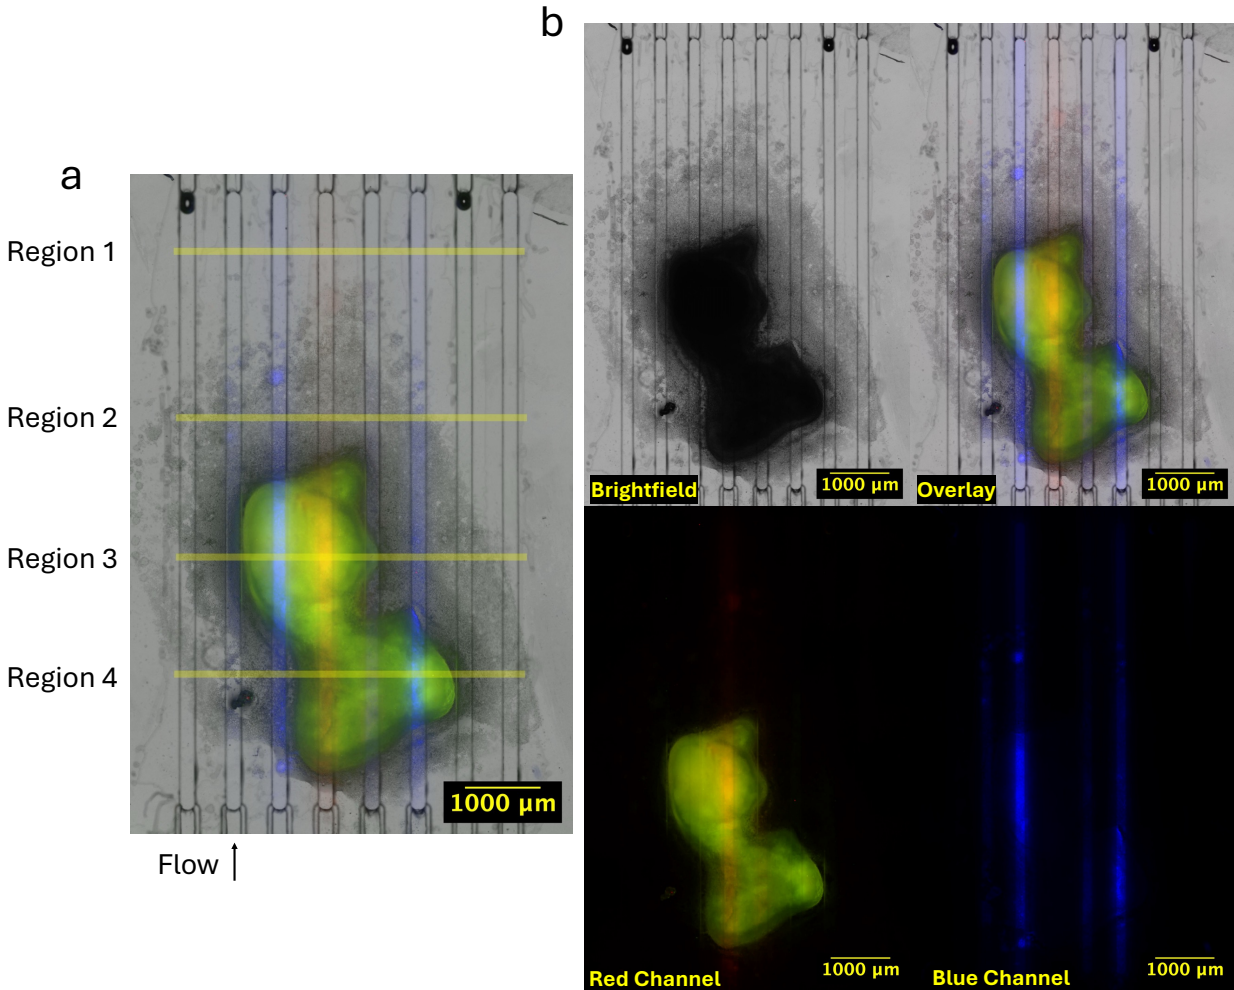 a
Region 1
Region 2
Region 3
Region 4
1000 µm
Flow
b
Brightfield
1000 µm
Overlay
1000 µm
Red Channel
1000 µm
Blue Channel
1000 µm